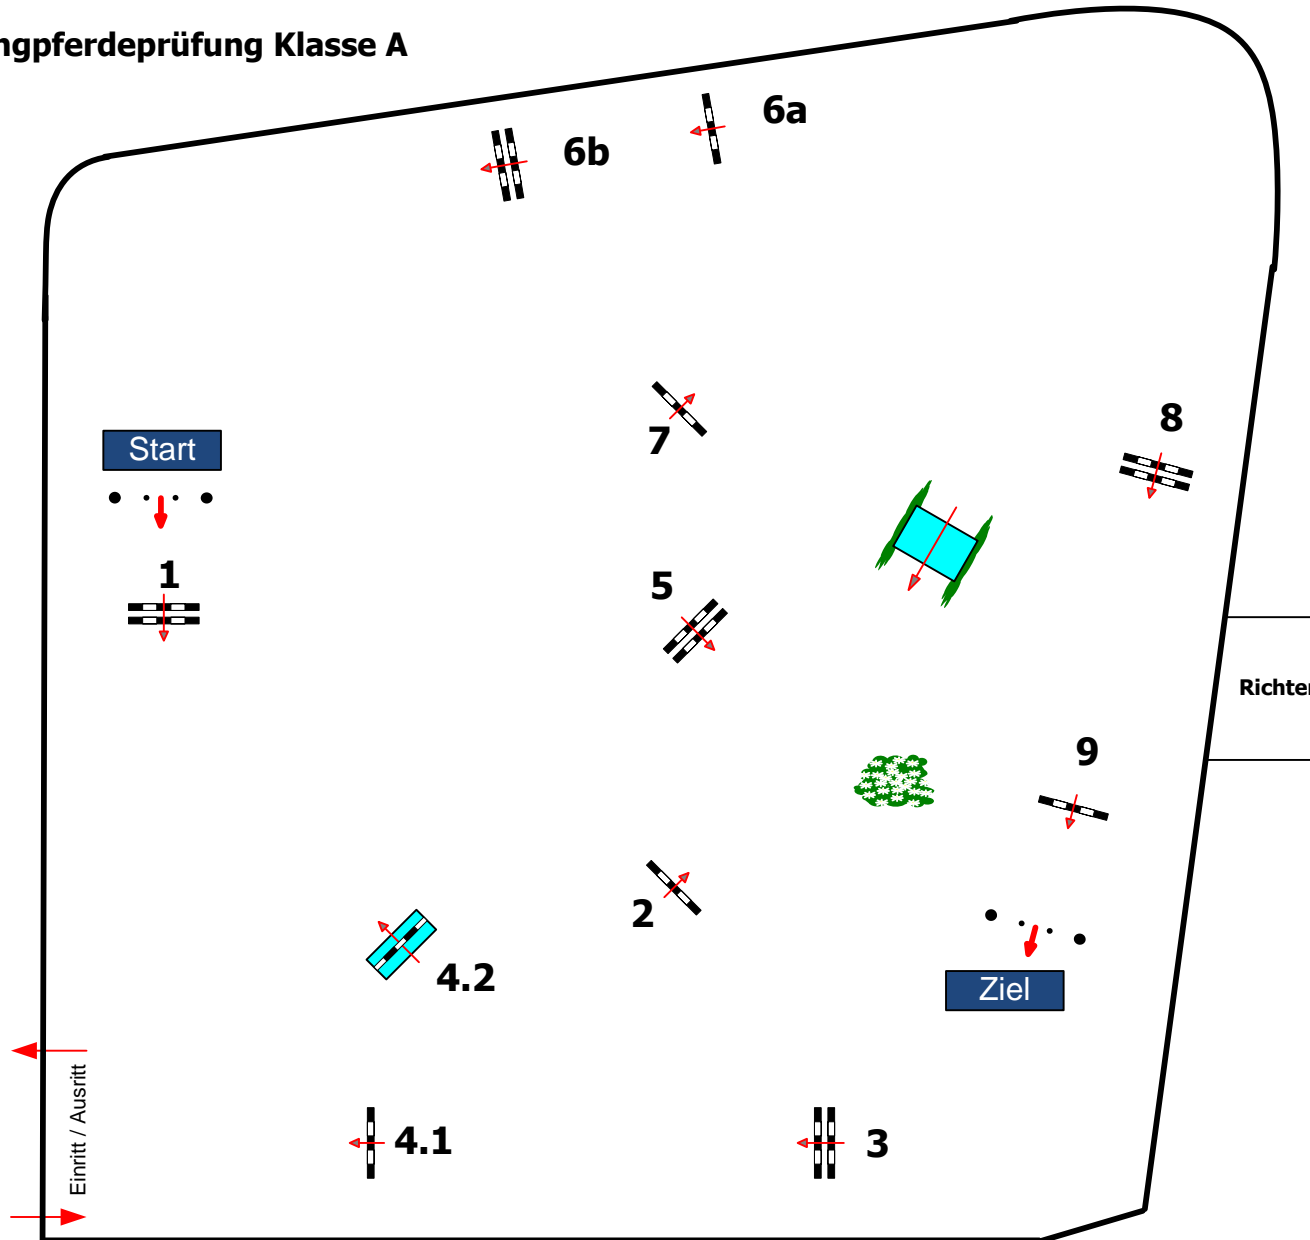 ngpferdeprüfung Klasse A
6a
6b
8
Start
7
1
5
Richter
9
2
4.2
Ziel
Einritt / Ausritt
4.1
3